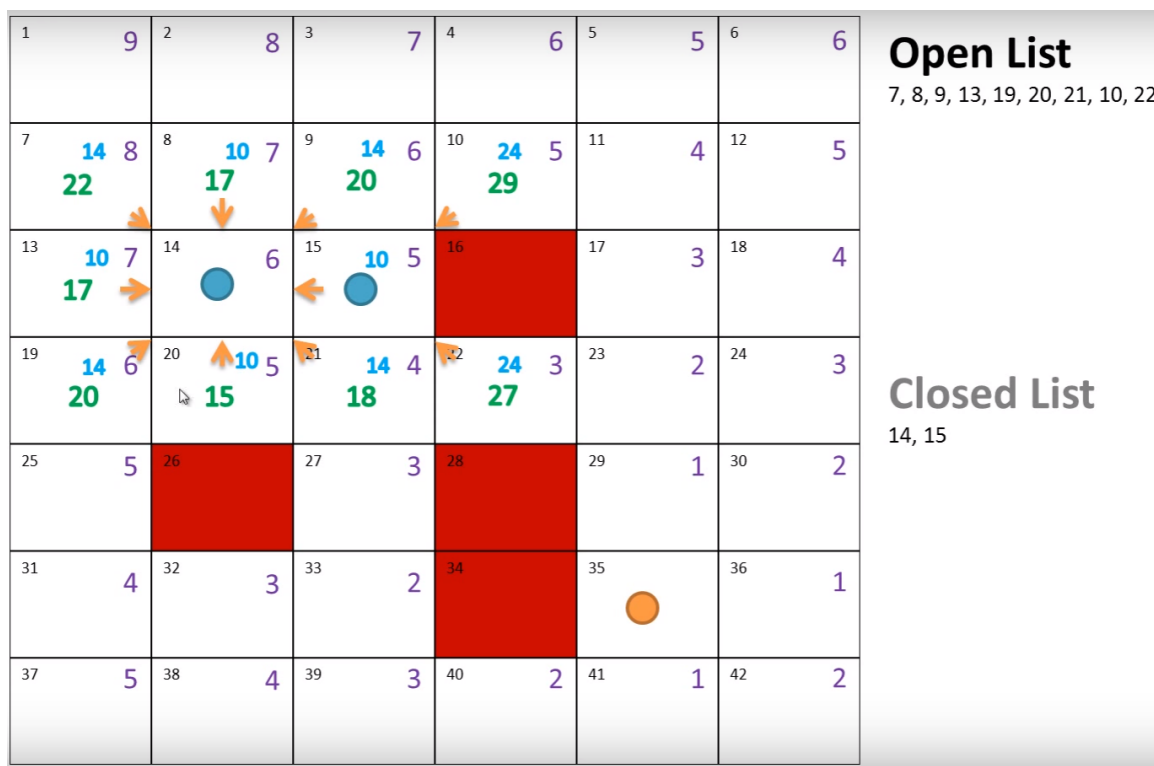 1 9 2 8 3 7 4 6 5 5 6 6
Open List
7, 8, 9, 13, 19, 20, 21, 10, 22
7 14 8 8 10 7 9 14 6 10 24 5 11 4 12 5
22 17 20 29
13 10 7 14 6 15 10 5 16 17 3 18 4
17
19 14 6 20 10 5 21 14 4 22 24 3 23 2 24 3
20 15 18 27
Closed List
14, 15
25 5 26 27 3 28 29 1 30 2
31 4 32 3 33 2 34 35 36 1
37 5 38 4 39 3 40 2 41 1 42 2